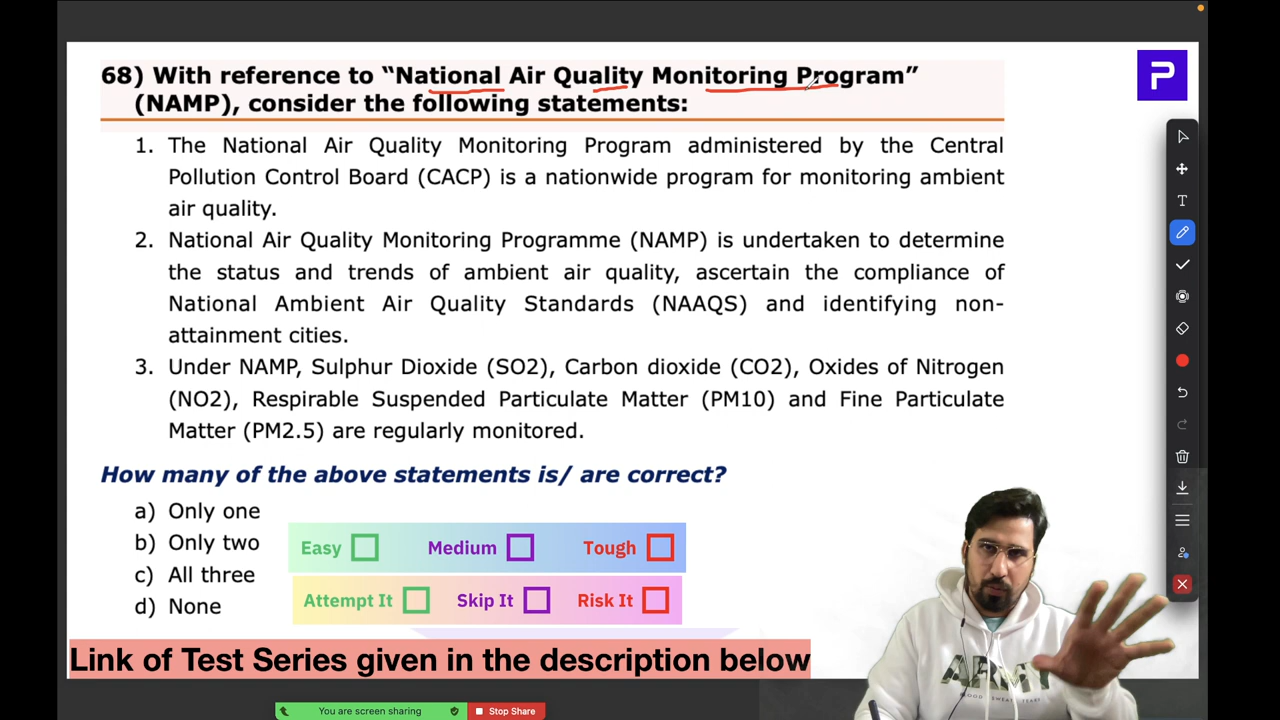 68) With reference to “National Air Quality Monitoring Program”
(NAMP), consider the following statements:
1. The National Air Quality Monitoring Program administered by the Central
Pollution Control Board (CACP) is a nationwide program for monitoring ambient
air quality.
2. National Air Quality Monitoring Programme (NAMP) is undertaken to determine
the status and trends of ambient air quality, ascertain the compliance of
National Ambient Air Quality Standards (NAAQS) and identifying non-
attainment cities.
3. Under NAMP, Sulphur Dioxide (SO2), Carbon dioxide (CO2), Oxides of Nitrogen
(NO2), Respirable Suspended Particulate Matter (PM10) and Fine Particulate
Matter (PM2.5) are regularly monitored.
How many of the above statements is/ are correct?
a) Only one
b) Only two
c) All three
d) None
Easy Medium Tough
Attempt It Skip It Risk It
Link of Test Series given in the description below
ARMY
You are screen sharing Stop Share
P
T